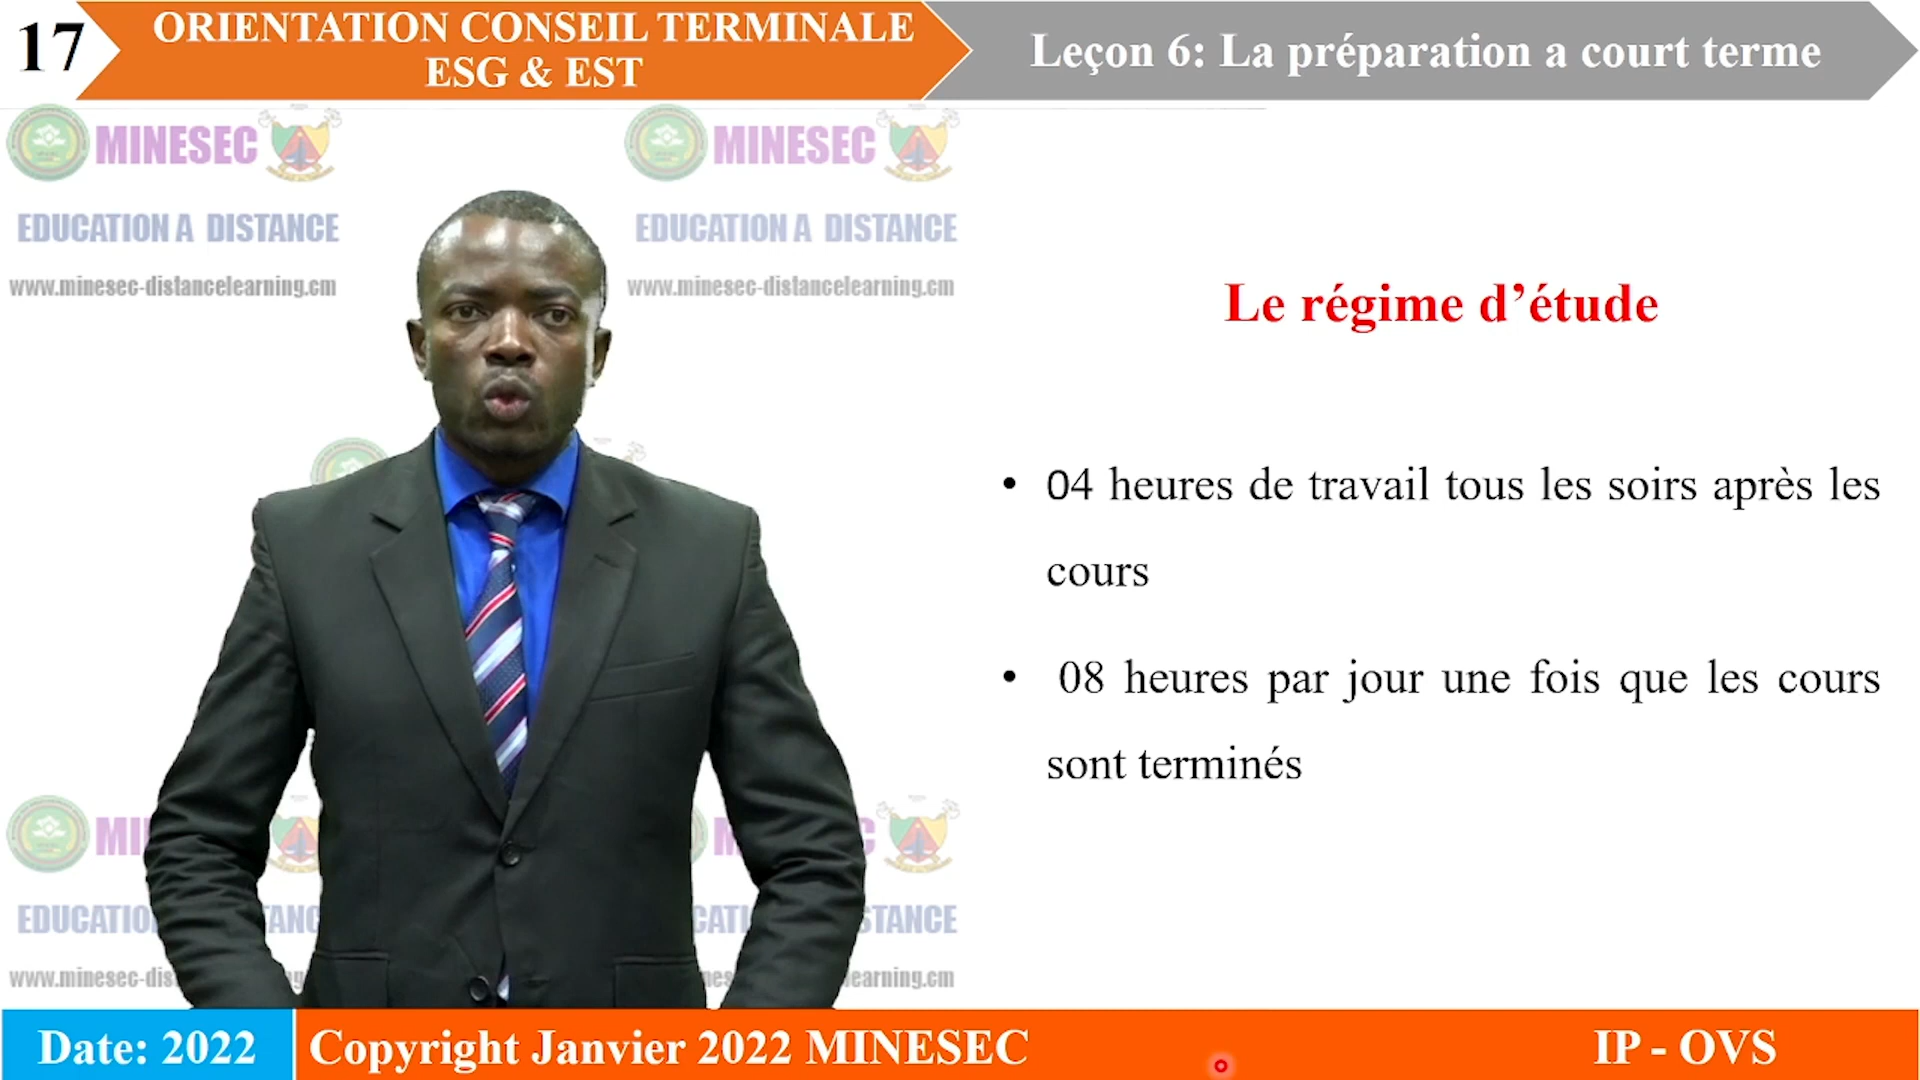 17
ORIENTATION CONSEIL TERMINALE
ESG & EST
Leçon 6: La préparation a court terme
MINESEC
EDUCATION A DISTANCE
www.minesec-distancelearning.cm
MINESEC
EDUCATION A DISTANCE
www.minesec-distancelearning.cm
Le régime d’étude
• 04 heures de travail tous les soirs après les
cours
• 08 heures par jour une fois que les cours
sont terminés
Date: 2022
Copyright Janvier 2022 MINESEC
IP - OVS